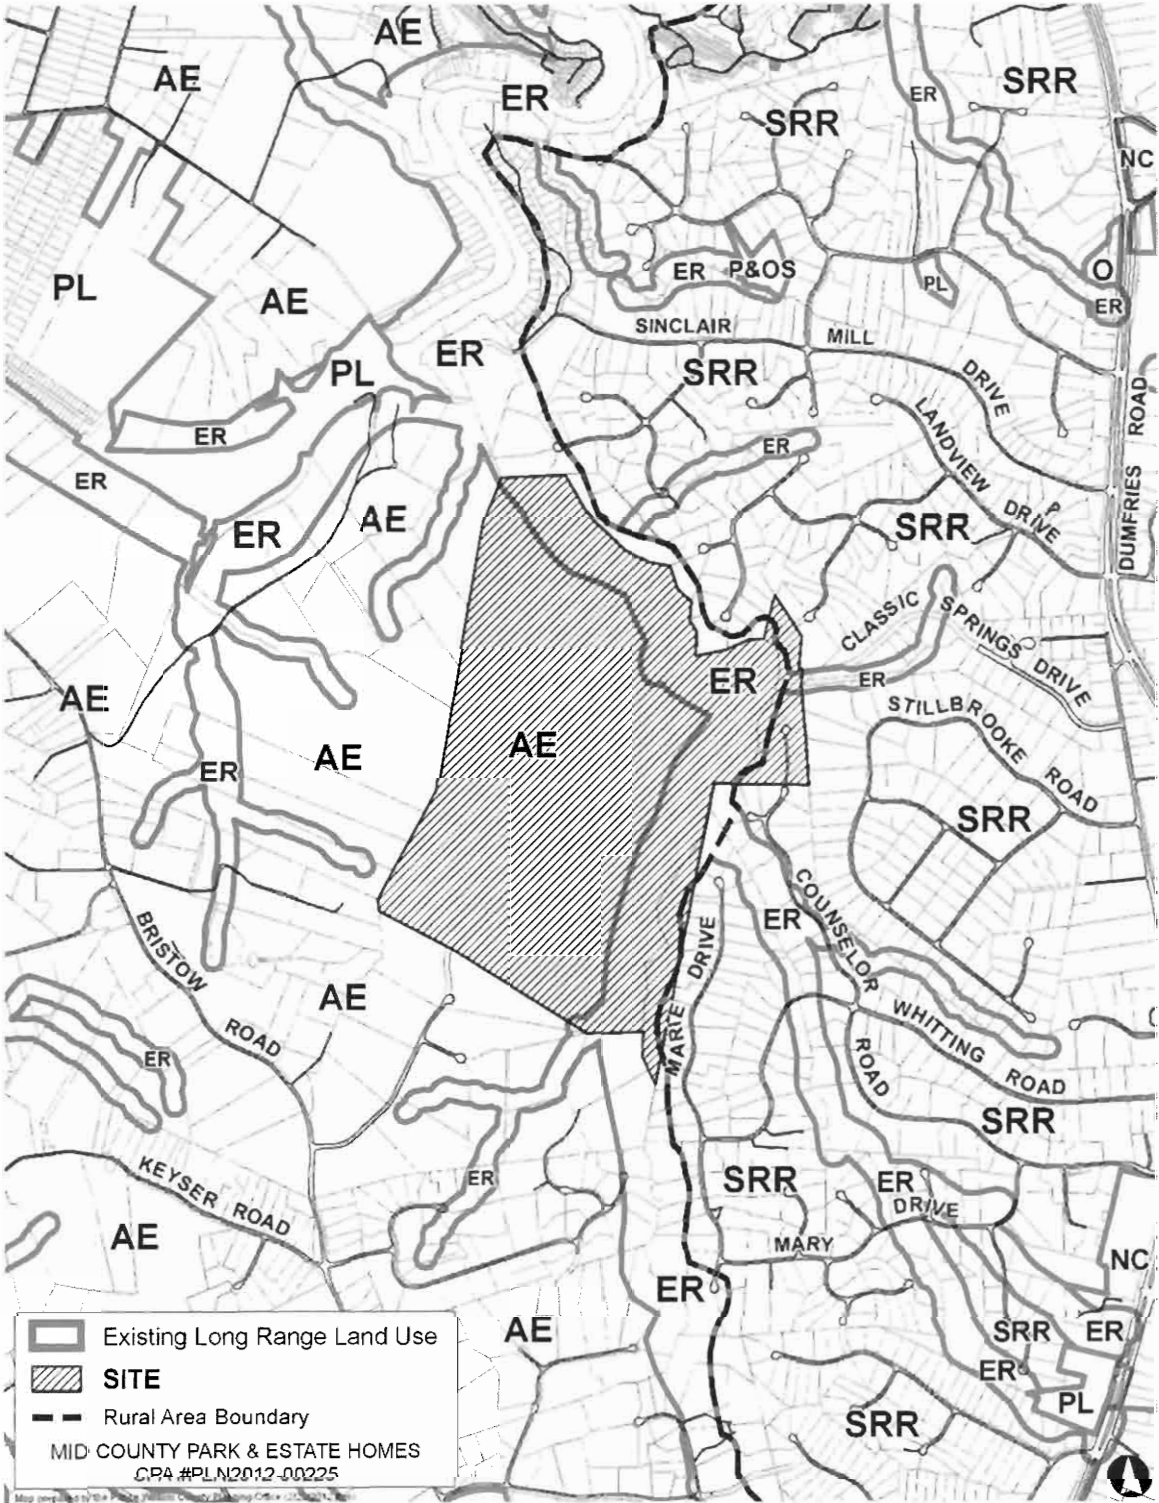 AE
AE
ER
SRR
ER
SRR
NC
PL
AE
ER
P&OS
PL
O
ER
SINCLAIR
MILL
DRIVE
ER
PL
SRR
ROAD
DUMFRIES
LANDVIEW
DRIVE
P
ER
ER
ER
ER
AE
SRR
CLASSIC
SPRINGS
DRIVE
ER
ER
STILLBROOKE
ROAD
AE
AE
AE
ER
SRR
COUNSELOR
ROAD
ER
BRISTOW
ROAD
AE
MARIE
DRIVE
WHITTING
ROAD
ER
SRR
ER
SRR
ER
DRIVE
MARY
KEYSER ROAD
AE
NC
ER
AE
SRR
ER
ER
PL
SRR
Existing Long Range Land Use
SITE
Rural Area Boundary
MID COUNTY PARK & ESTATE HOMES
CPA #PLN2012-00225